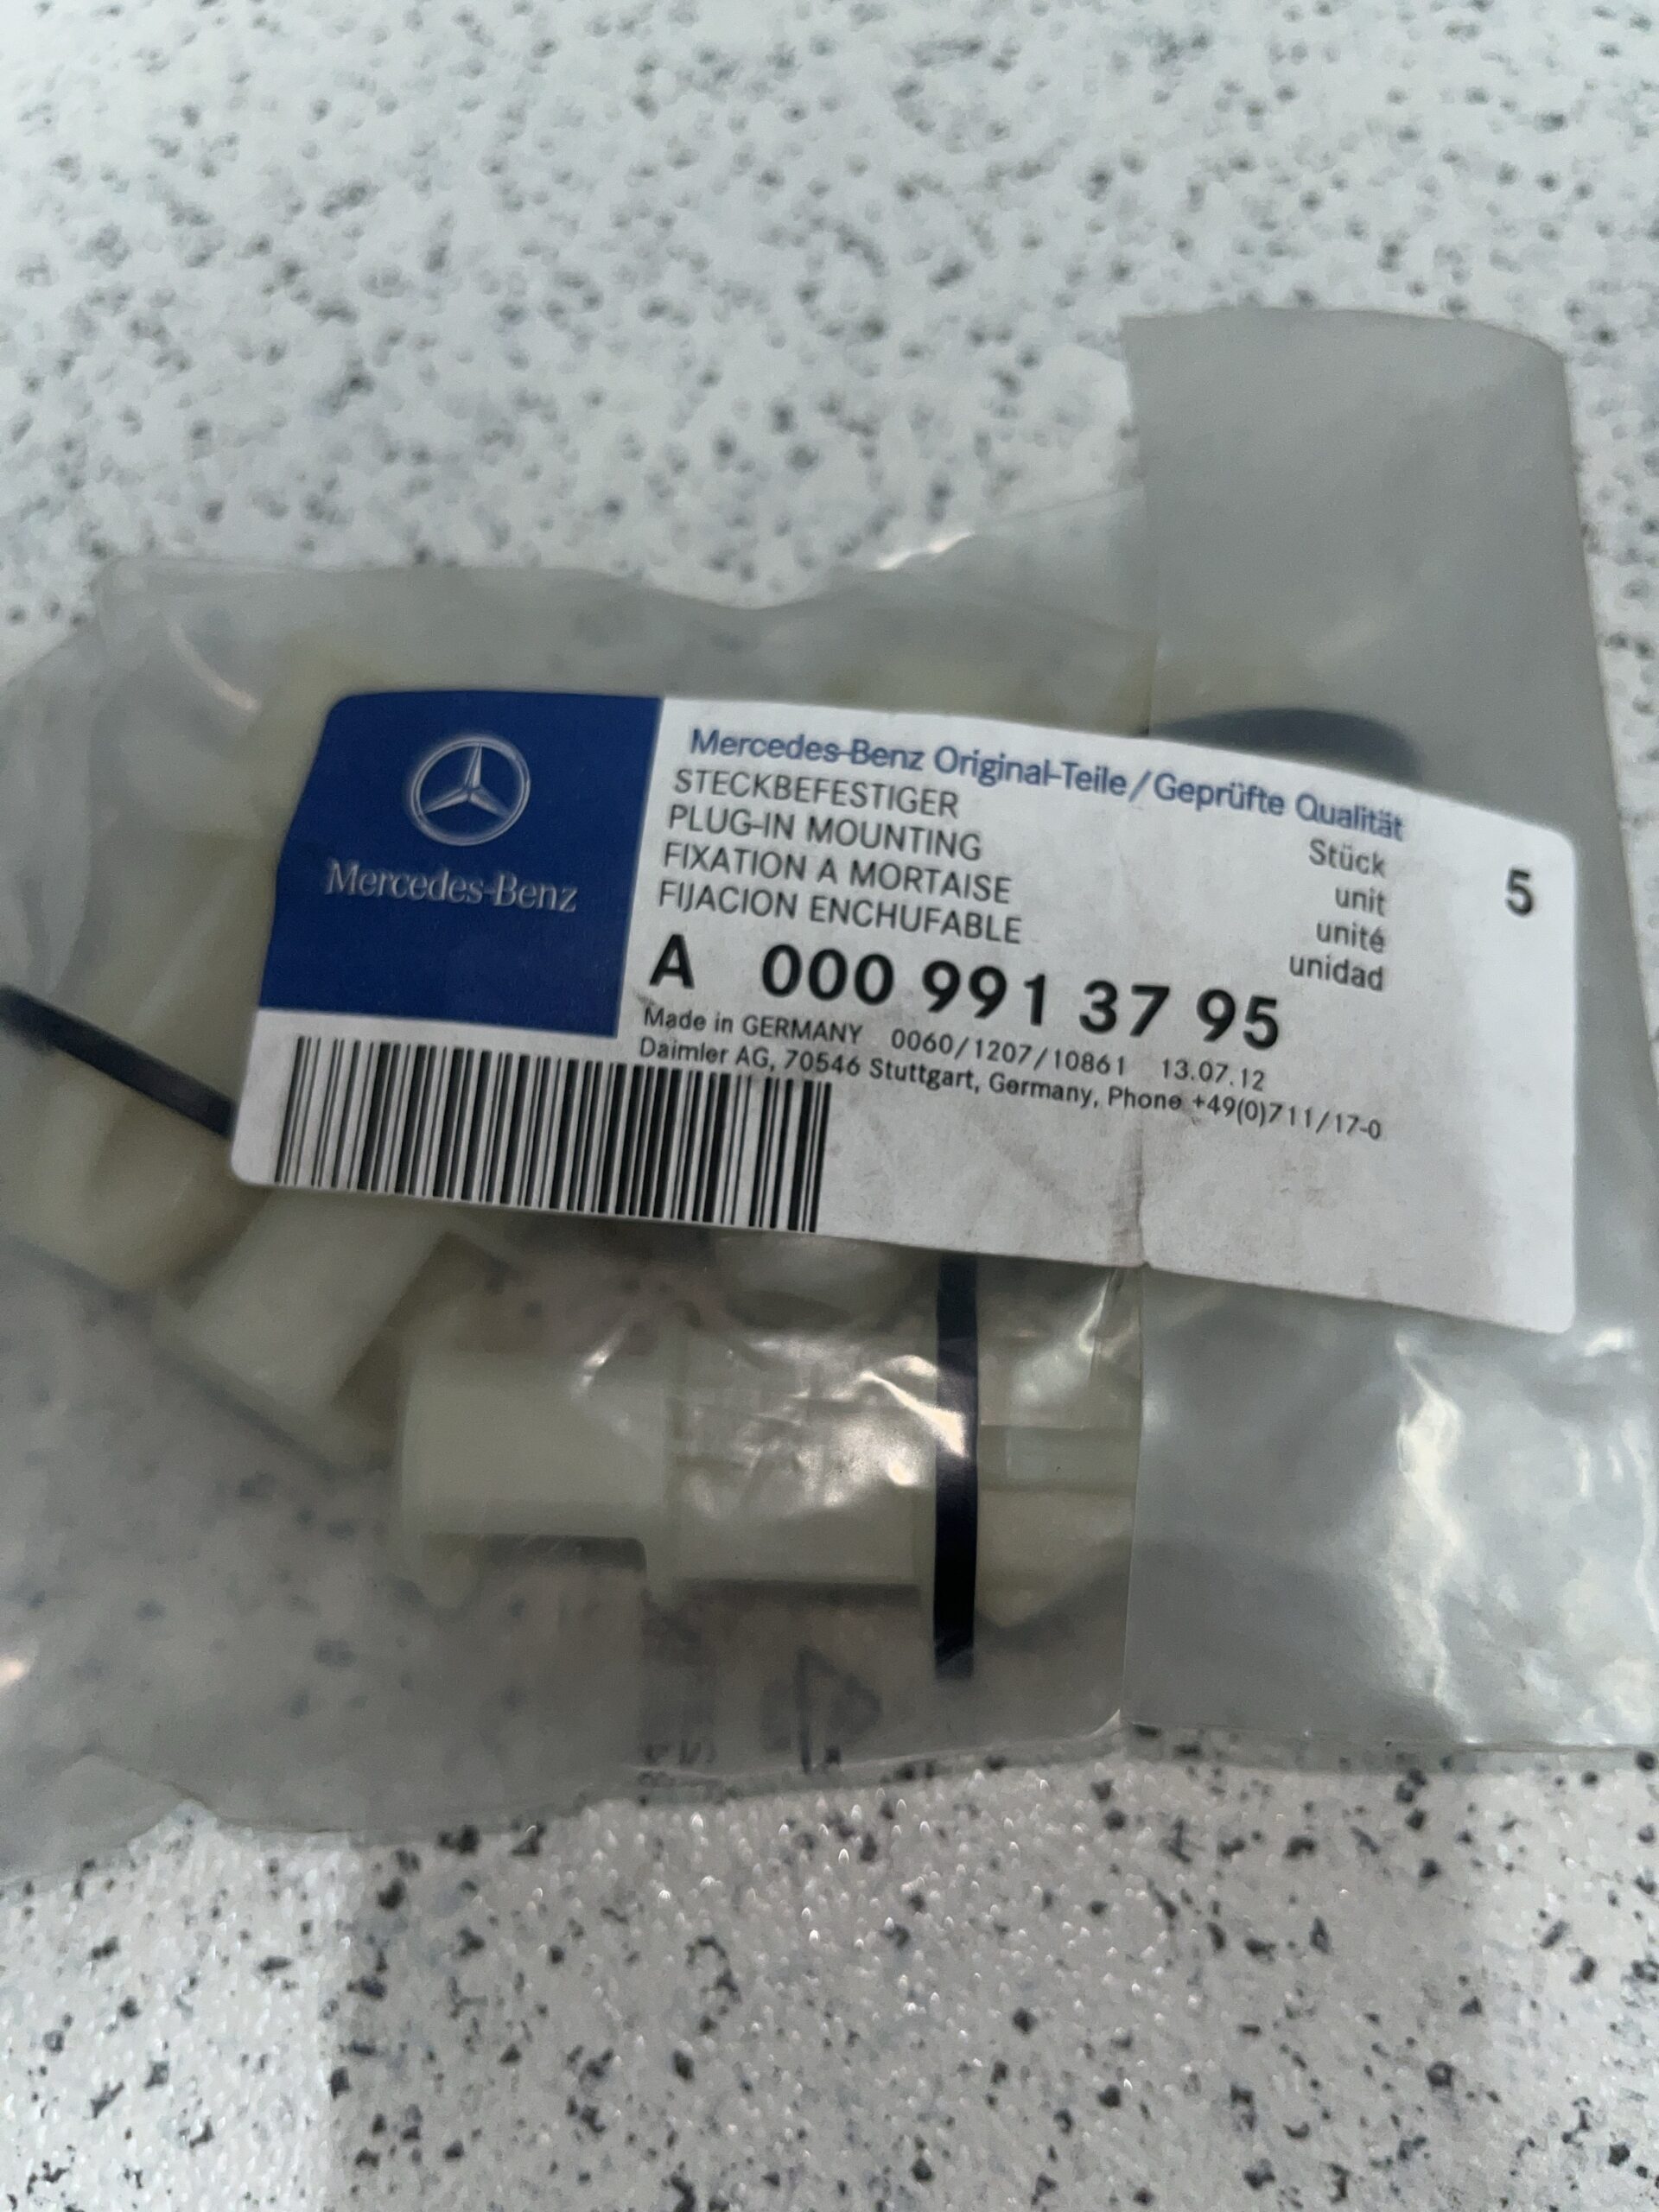 Mercedes-Benz
Mercedes-Benz Original-Teile / Geprüfte Qualität
STECKBEFESTIGER
PLUG-IN MOUNTING
FIXATION A MORTAISE
FIJACION ENCHUFABLE
Stück
unit
unité
unidad
5
A 000 991 37 95
Made in GERMANY 0060/1207/10861 13.07.12
Daimler AG, 70546 Stuttgart, Germany, Phone +49(0)711/17-0